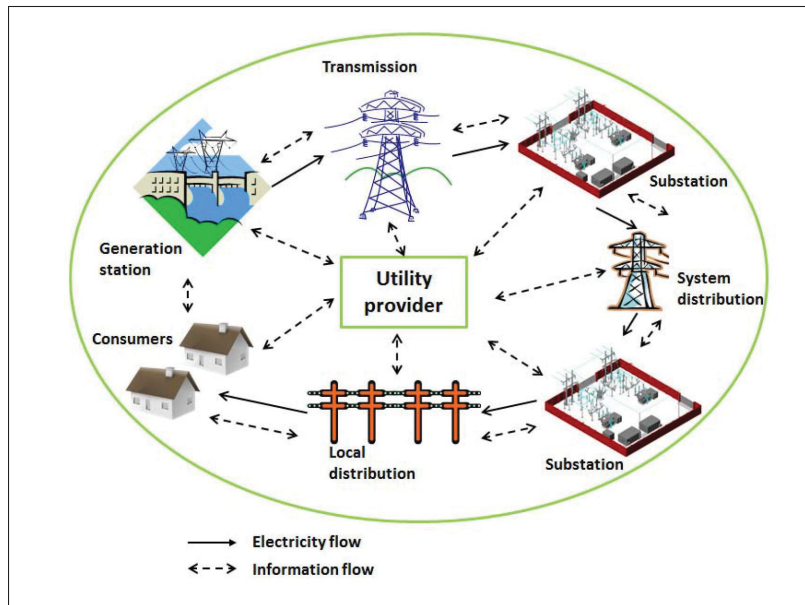 Transmission
Substation
Generation
station
Utility
provider
System
distribution
Consumers
Local
distribution
Substation
Electricity flow
Information flow